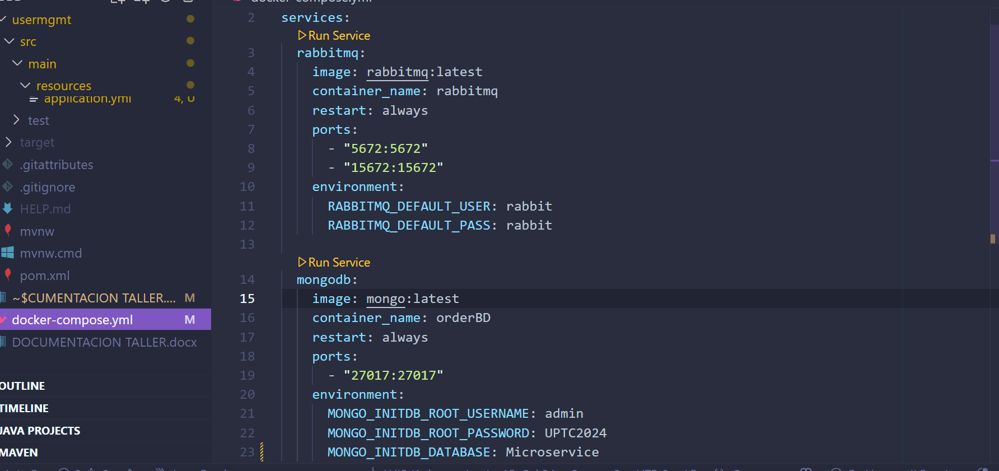 usermgmt
src
main
resources
application.yml 4, U
test
target
.gitattributes
.gitignore
HELP.md
mvnw
mvnw.cmd
pom.xml
~$CUMENTACION TALLER.... M
docker-compose.yml M
DOCUMENTACION TALLER.docx
OUTLINE
TIMELINE
JAVA PROJECTS
MAVEN
docker-compose.yml
2 services:
Run Service
3 rabbitmq:
4 image: rabbitmq:latest
5 container_name: rabbitmq
6 restart: always
7 ports:
8 - "5672:5672"
9 - "15672:15672"
10 environment:
11 RABBITMQ_DEFAULT_USER: rabbit
12 RABBITMQ_DEFAULT_PASS: rabbit
13
Run Service
14 mongodb:
15 image: mongo:latest
16 container_name: orderBD
17 restart: always
18 ports:
19 - "27017:27017"
20 environment:
21 MONGO_INITDB_ROOT_USERNAME: admin
22 MONGO_INITDB_ROOT_PASSWORD: UPTC2024
23 MONGO_INITDB_DATABASE: Microservice